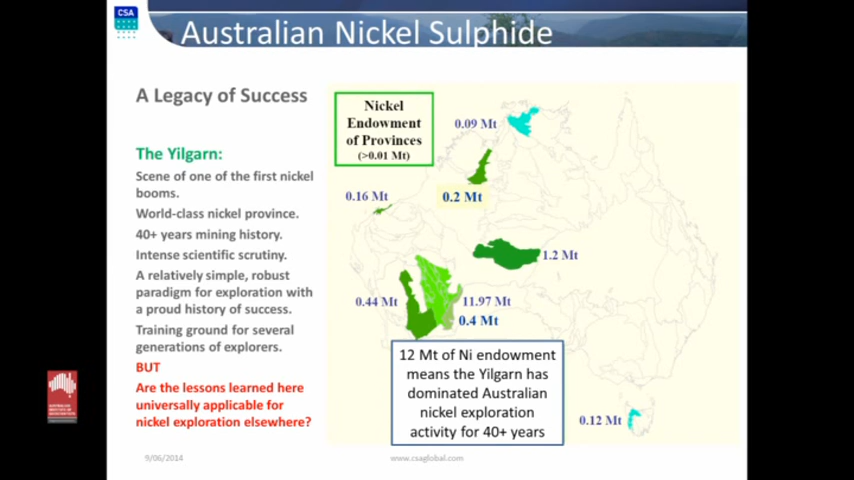 CSA
Australian Nickel Sulphide
A Legacy of Success
The Yilgarn:
Scene of one of the first nickel
booms.
World-class nickel province.
40+ years mining history.
Intense scientific scrutiny.
A relatively simple, robust
paradigm for exploration with
a proud history of success.
Training ground for several
generations of explorers.
BUT
Are the lessons learned here
universally applicable for
nickel exploration elsewhere?
Nickel
Endowment
of Provinces
(>0.01 Mt)
0.09 Mt
0.2 Mt
0.16 Mt
1.2 Mt
0.44 Mt
11.97 Mt
0.4 Mt
12 Mt of Ni endowment
means the Yilgarn has
dominated Australian
nickel exploration
activity for 40+ years
0.12 Mt
9/06/2014
www.csaglobal.com